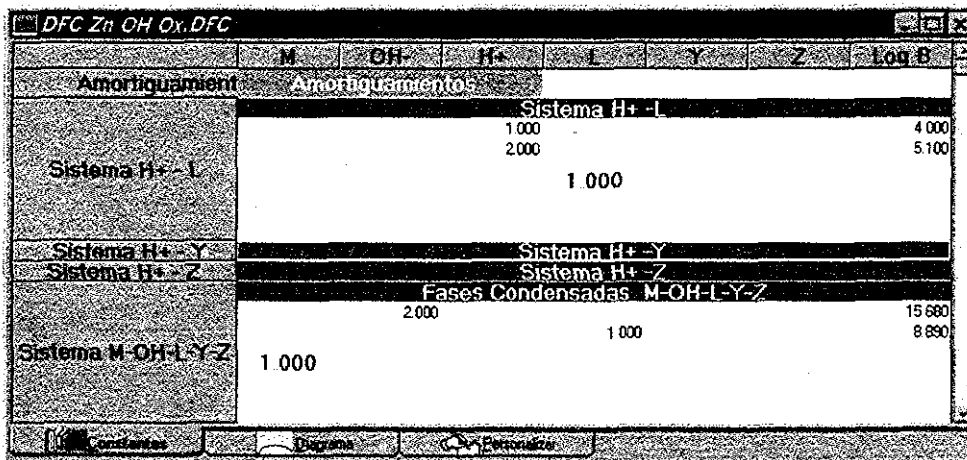 DFC Zn OH Ox.DFC
M OH- H+ L Y Z Log B
Amortiguamient Amortiguamientos
Sistema H+ -L
1.000 4.000
Sistema H+ - L 2.000 5.100
1.000
Sistema H+ - Y Sistema H+ -Y
Sistema H+ - Z Sistema H+ -Z
Fases Condensadas M-OH-L-Y-Z
2.000 15.680
1.000 8.890
Sistema M-OH-L-Y-Z 1.000
Constantes Diagrama Personaliza